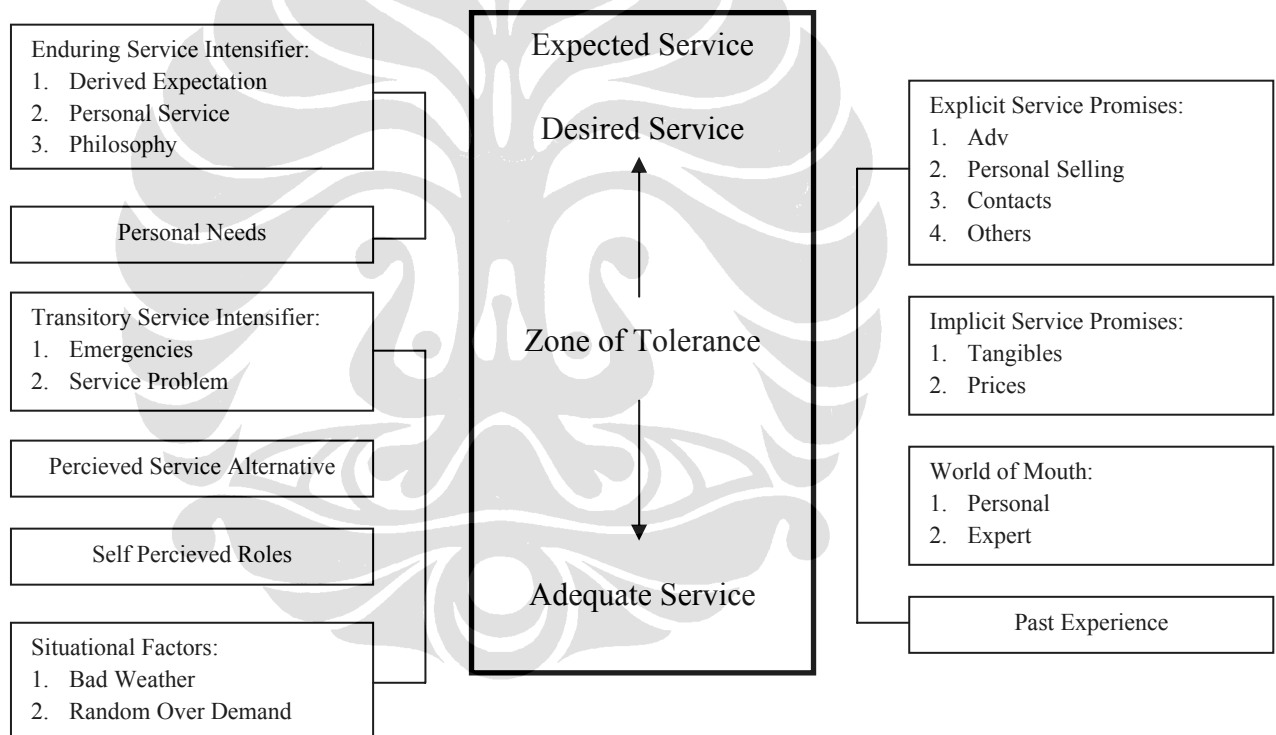 Enduring Service Intensifier:
1. Derived Expectation
2. Personal Service
3. Philosophy
Personal Needs
Transitory Service Intensifier:
1. Emergencies
2. Service Problem
Percieved Service Alternative
Self Percieved Roles
Situational Factors:
1. Bad Weather
2. Random Over Demand
Expected Service
Desired Service
Zone of Tolerance
Adequate Service
Explicit Service Promises:
1. Adv
2. Personal Selling
3. Contacts
4. Others
Implicit Service Promises:
1. Tangibles
2. Prices
World of Mouth:
1. Personal
2. Expert
Past Experience